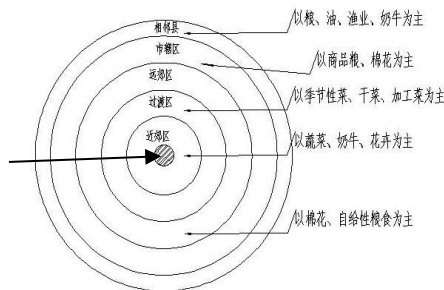 相邻县
市辖区
远郊区
过渡区
近郊区
以粮、油、渔业、奶牛为主
以商品粮、棉花为主
以季节性菜、干菜、加工菜为主
以蔬菜、奶牛、花卉为主
以棉花、自给性粮食为主